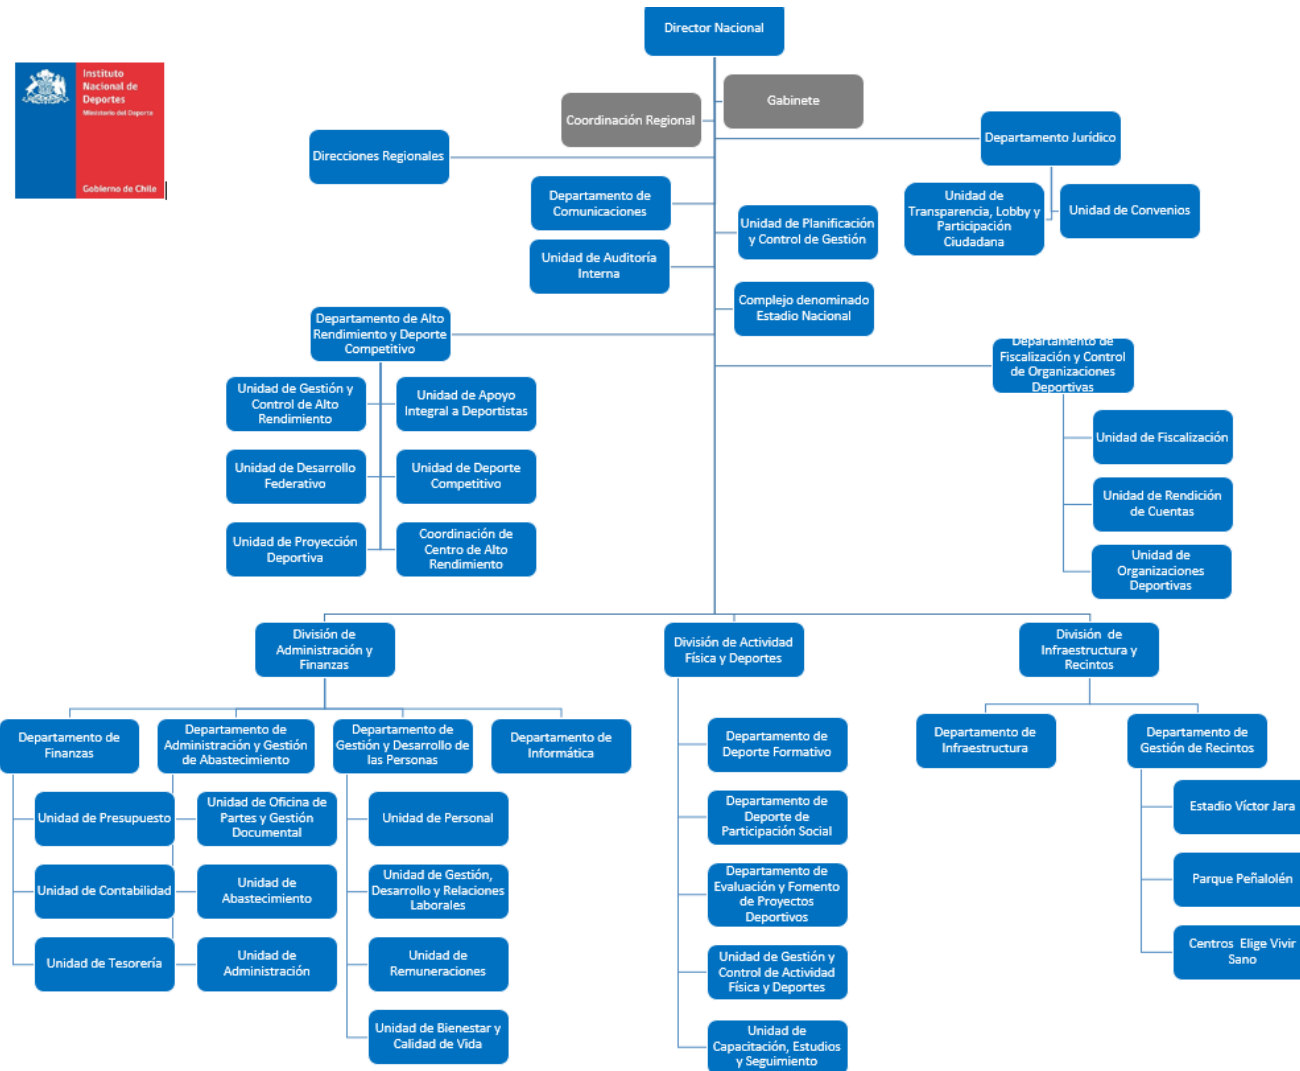 Director Nacional
Instituto
Nacional de
Deportes
Ministerio del Deporte
Gobierno de Chile
Gabinete
Coordinación Regional
Departamento Jurídico
Direcciones Regionales
Unidad de
Transparencia, Lobby y
Participación
Ciudadana
Unidad de Convenios
Departamento de
Comunicaciones
Unidad de Planificación
y Control de Gestión
Unidad de Auditoría
Interna
Complejo denominado
Estadio Nacional
Departamento de Alto
Rendimiento y Deporte
Competitivo
Departamento de
Fiscalización y Control
de Organizaciones
Deportivas
Unidad de Gestión y
Control de Alto
Rendimiento
Unidad de Apoyo
Integral a Deportistas
Unidad de Fiscalización
Unidad de Desarrollo
Federativo
Unidad de Deporte
Competitivo
Unidad de Rendición
de Cuentas
Unidad de Proyección
Deportiva
Coordinación de
Centro de Alto
Rendimiento
Unidad de
Organizaciones
Deportivas
División de
Administración y
Finanzas
División de Actividad
Física y Deportes
División de
Infraestructura y
Recintos
Departamento de
Finanzas
Departamento de
Administración y Gestión
de Abastecimiento
Departamento de
Gestión y Desarrollo de
las Personas
Departamento de
Informática
Departamento de
Deporte Formativo
Departamento de
Infraestructura
Departamento de
Gestión de Recintos
Unidad de Presupuesto
Unidad de Oficina de
Partes y Gestión
Documental
Unidad de Personal
Departamento de
Deporte de
Participación Social
Estadio Víctor Jara
Unidad de Contabilidad
Unidad de
Abastecimiento
Unidad de Gestión,
Desarrollo y Relaciones
Laborales
Departamento de
Evaluación y Fomento
de Proyectos
Deportivos
Parque Peñalolén
Unidad de Tesorería
Unidad de
Administración
Unidad de
Remuneraciones
Unidad de Gestión y
Control de Actividad
Física y Deportes
Centros Elige Vivir
Sano
Unidad de Bienestar y
Calidad de Vida
Unidad de
Capacitación, Estudios
y Seguimiento